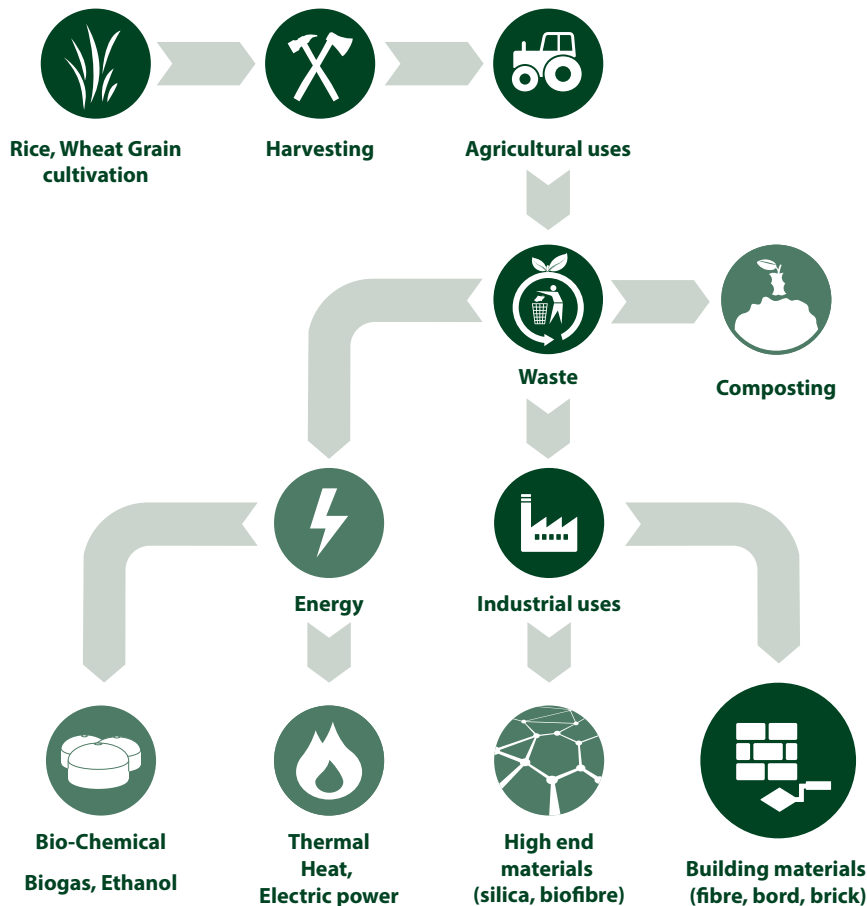 Rice, Wheat Grain
cultivation
Harvesting
Agricultural uses
Waste
Composting
Energy
Industrial uses
Bio-Chemical
Biogas, Ethanol
Thermal
Heat,
Electric power
High end
materials
(silica, biofibre)
Building materials
(fibre, bord, brick)